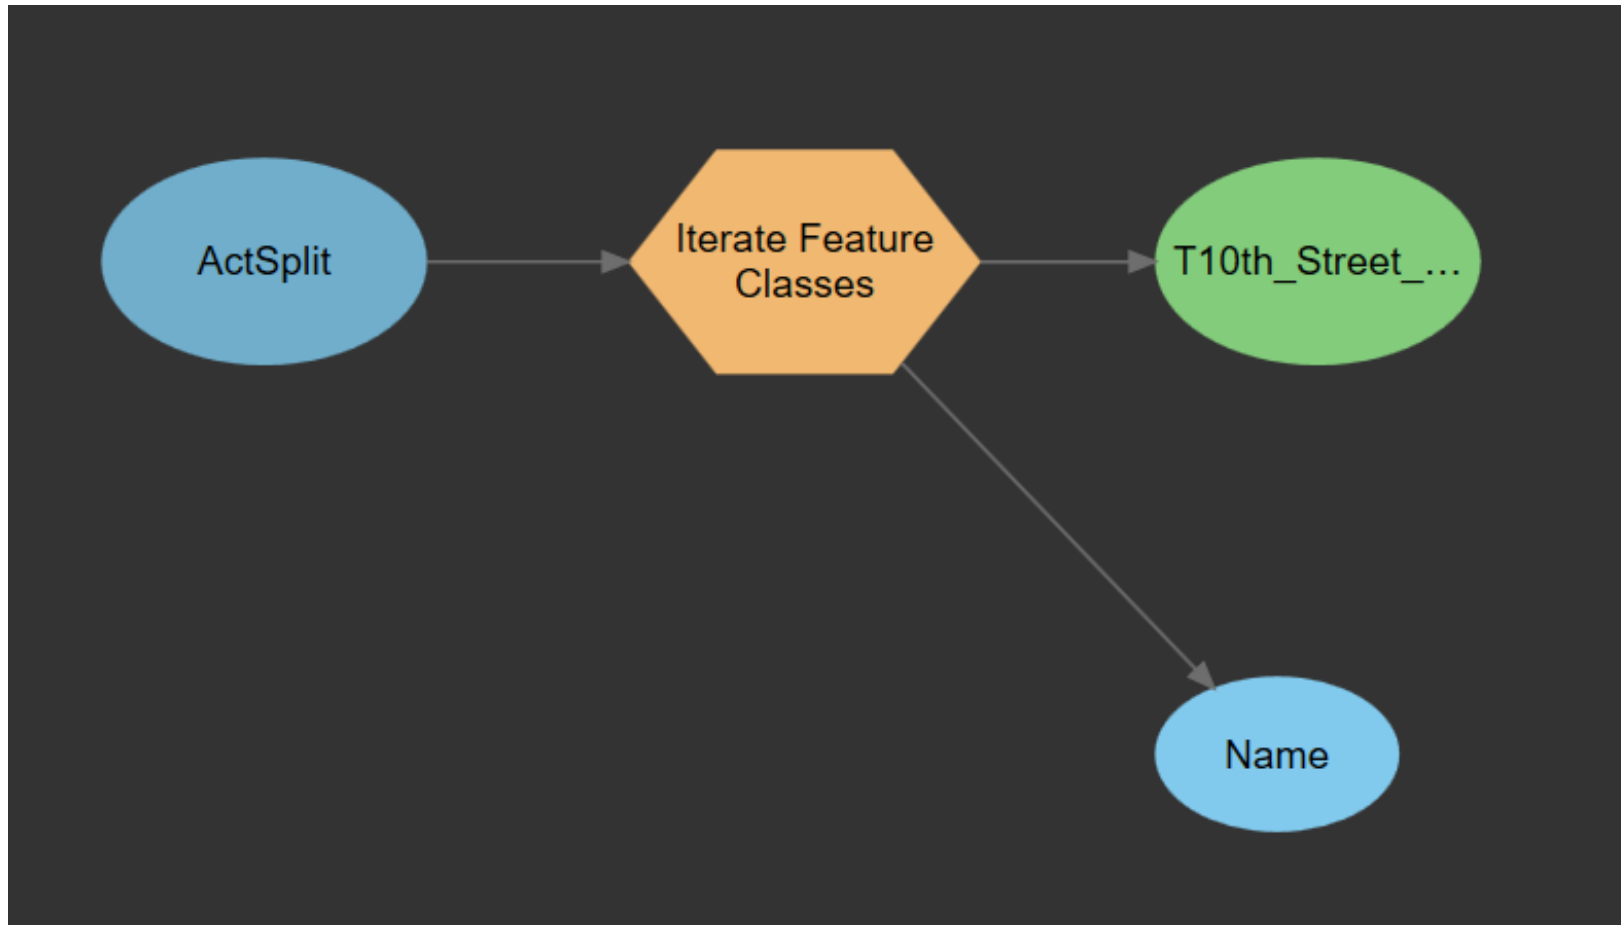 ActSplit
Iterate Feature
Classes
T10th_Street_...
Name